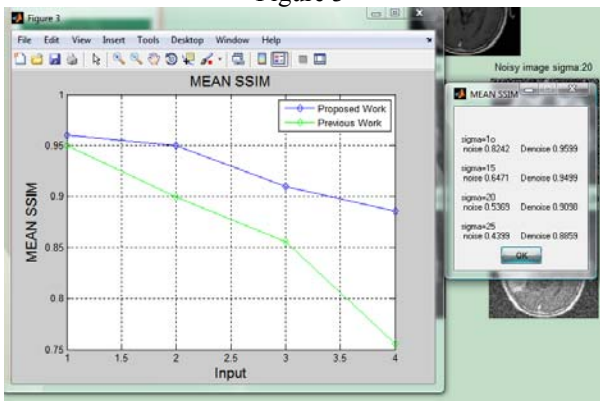 Figure 3
File Edit View Insert Tools Desktop Window Help
MEAN SSIM
Proposed Work
Previous Work
1
0.95
0.9
0.85
0.8
0.75
MEAN SSIM
1 1.5 2 2.5 3 3.5 4
Input
Noisy image sigma:20
MEAN SSIM
sigma=1o
noise 0.8242 Denoise 0.9599
sigma=15
noise 0.6471 Denoise 0.9499
sigma=20
noise 0.5369 Denoise 0.9098
sigma=25
noise 0.4399 Denoise 0.8859
OK